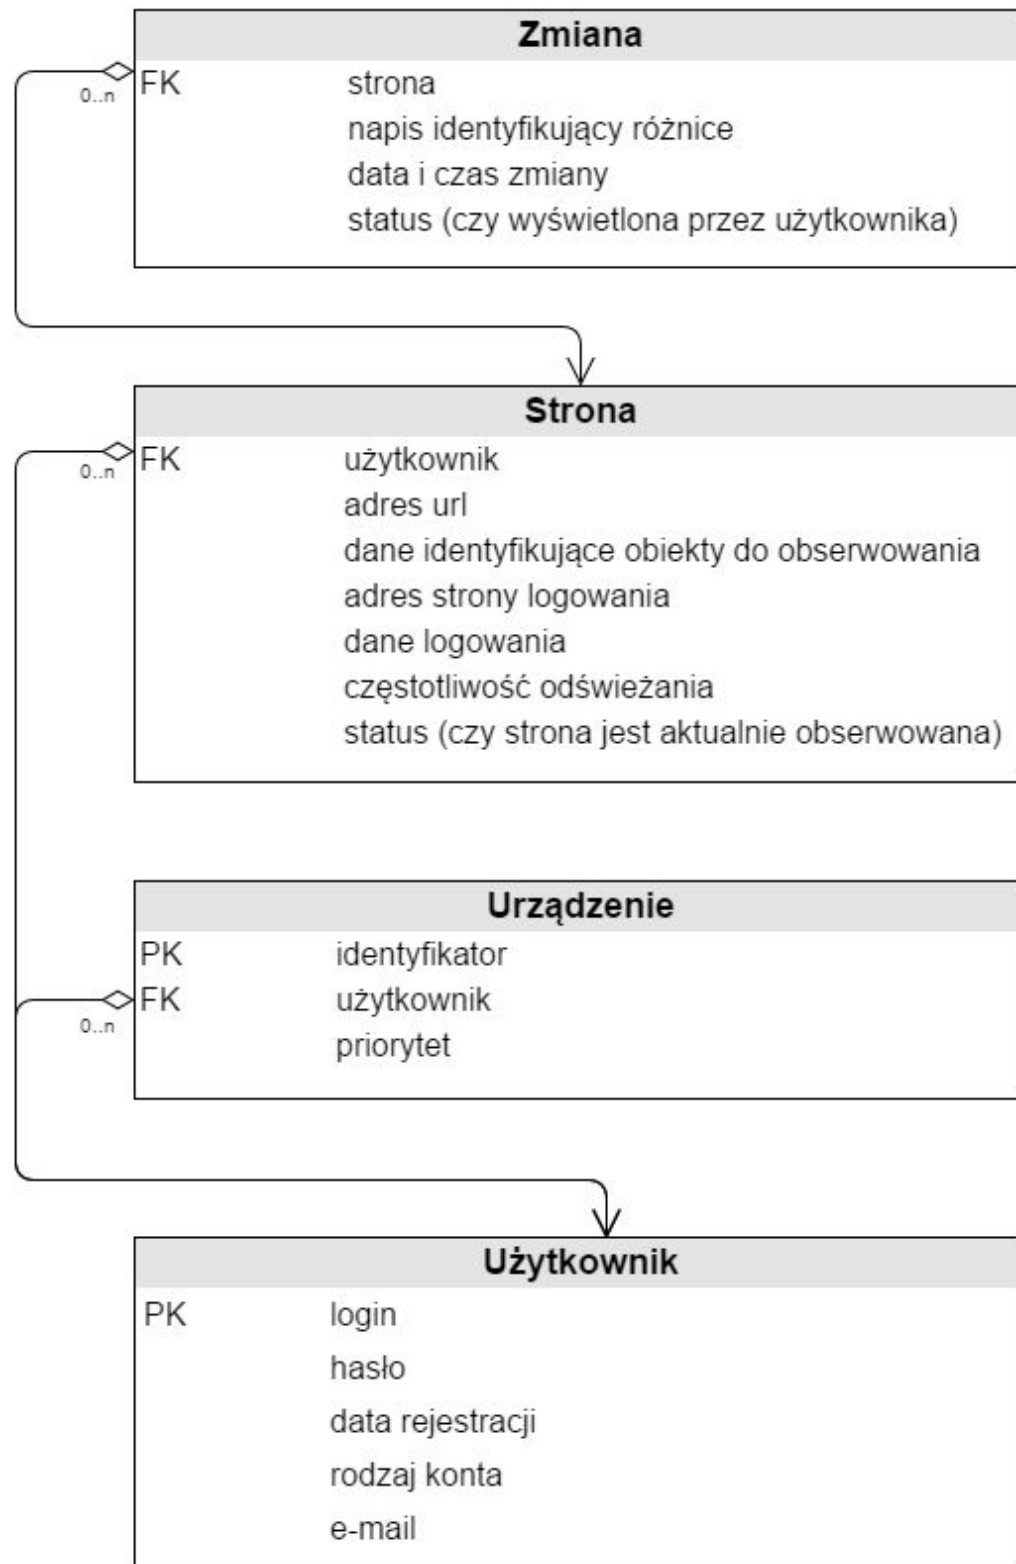 Zmiana
FK strona
0..n
napis identyfikujący różnice
data i czas zmiany
status (czy wyświetlona przez użytkownika)
Strona
FK użytkownik
0..n
adres url
dane identyfikujące obiekty do obserwowania
adres strony logowania
dane logowania
częstotliwość odświeżania
status (czy strona jest aktualnie obserwowana)
Urządzenie
PK identyfikator
FK użytkownik
0..n
priorytet
Użytkownik
PK login
hasło
data rejestracji
rodzaj konta
e-mail